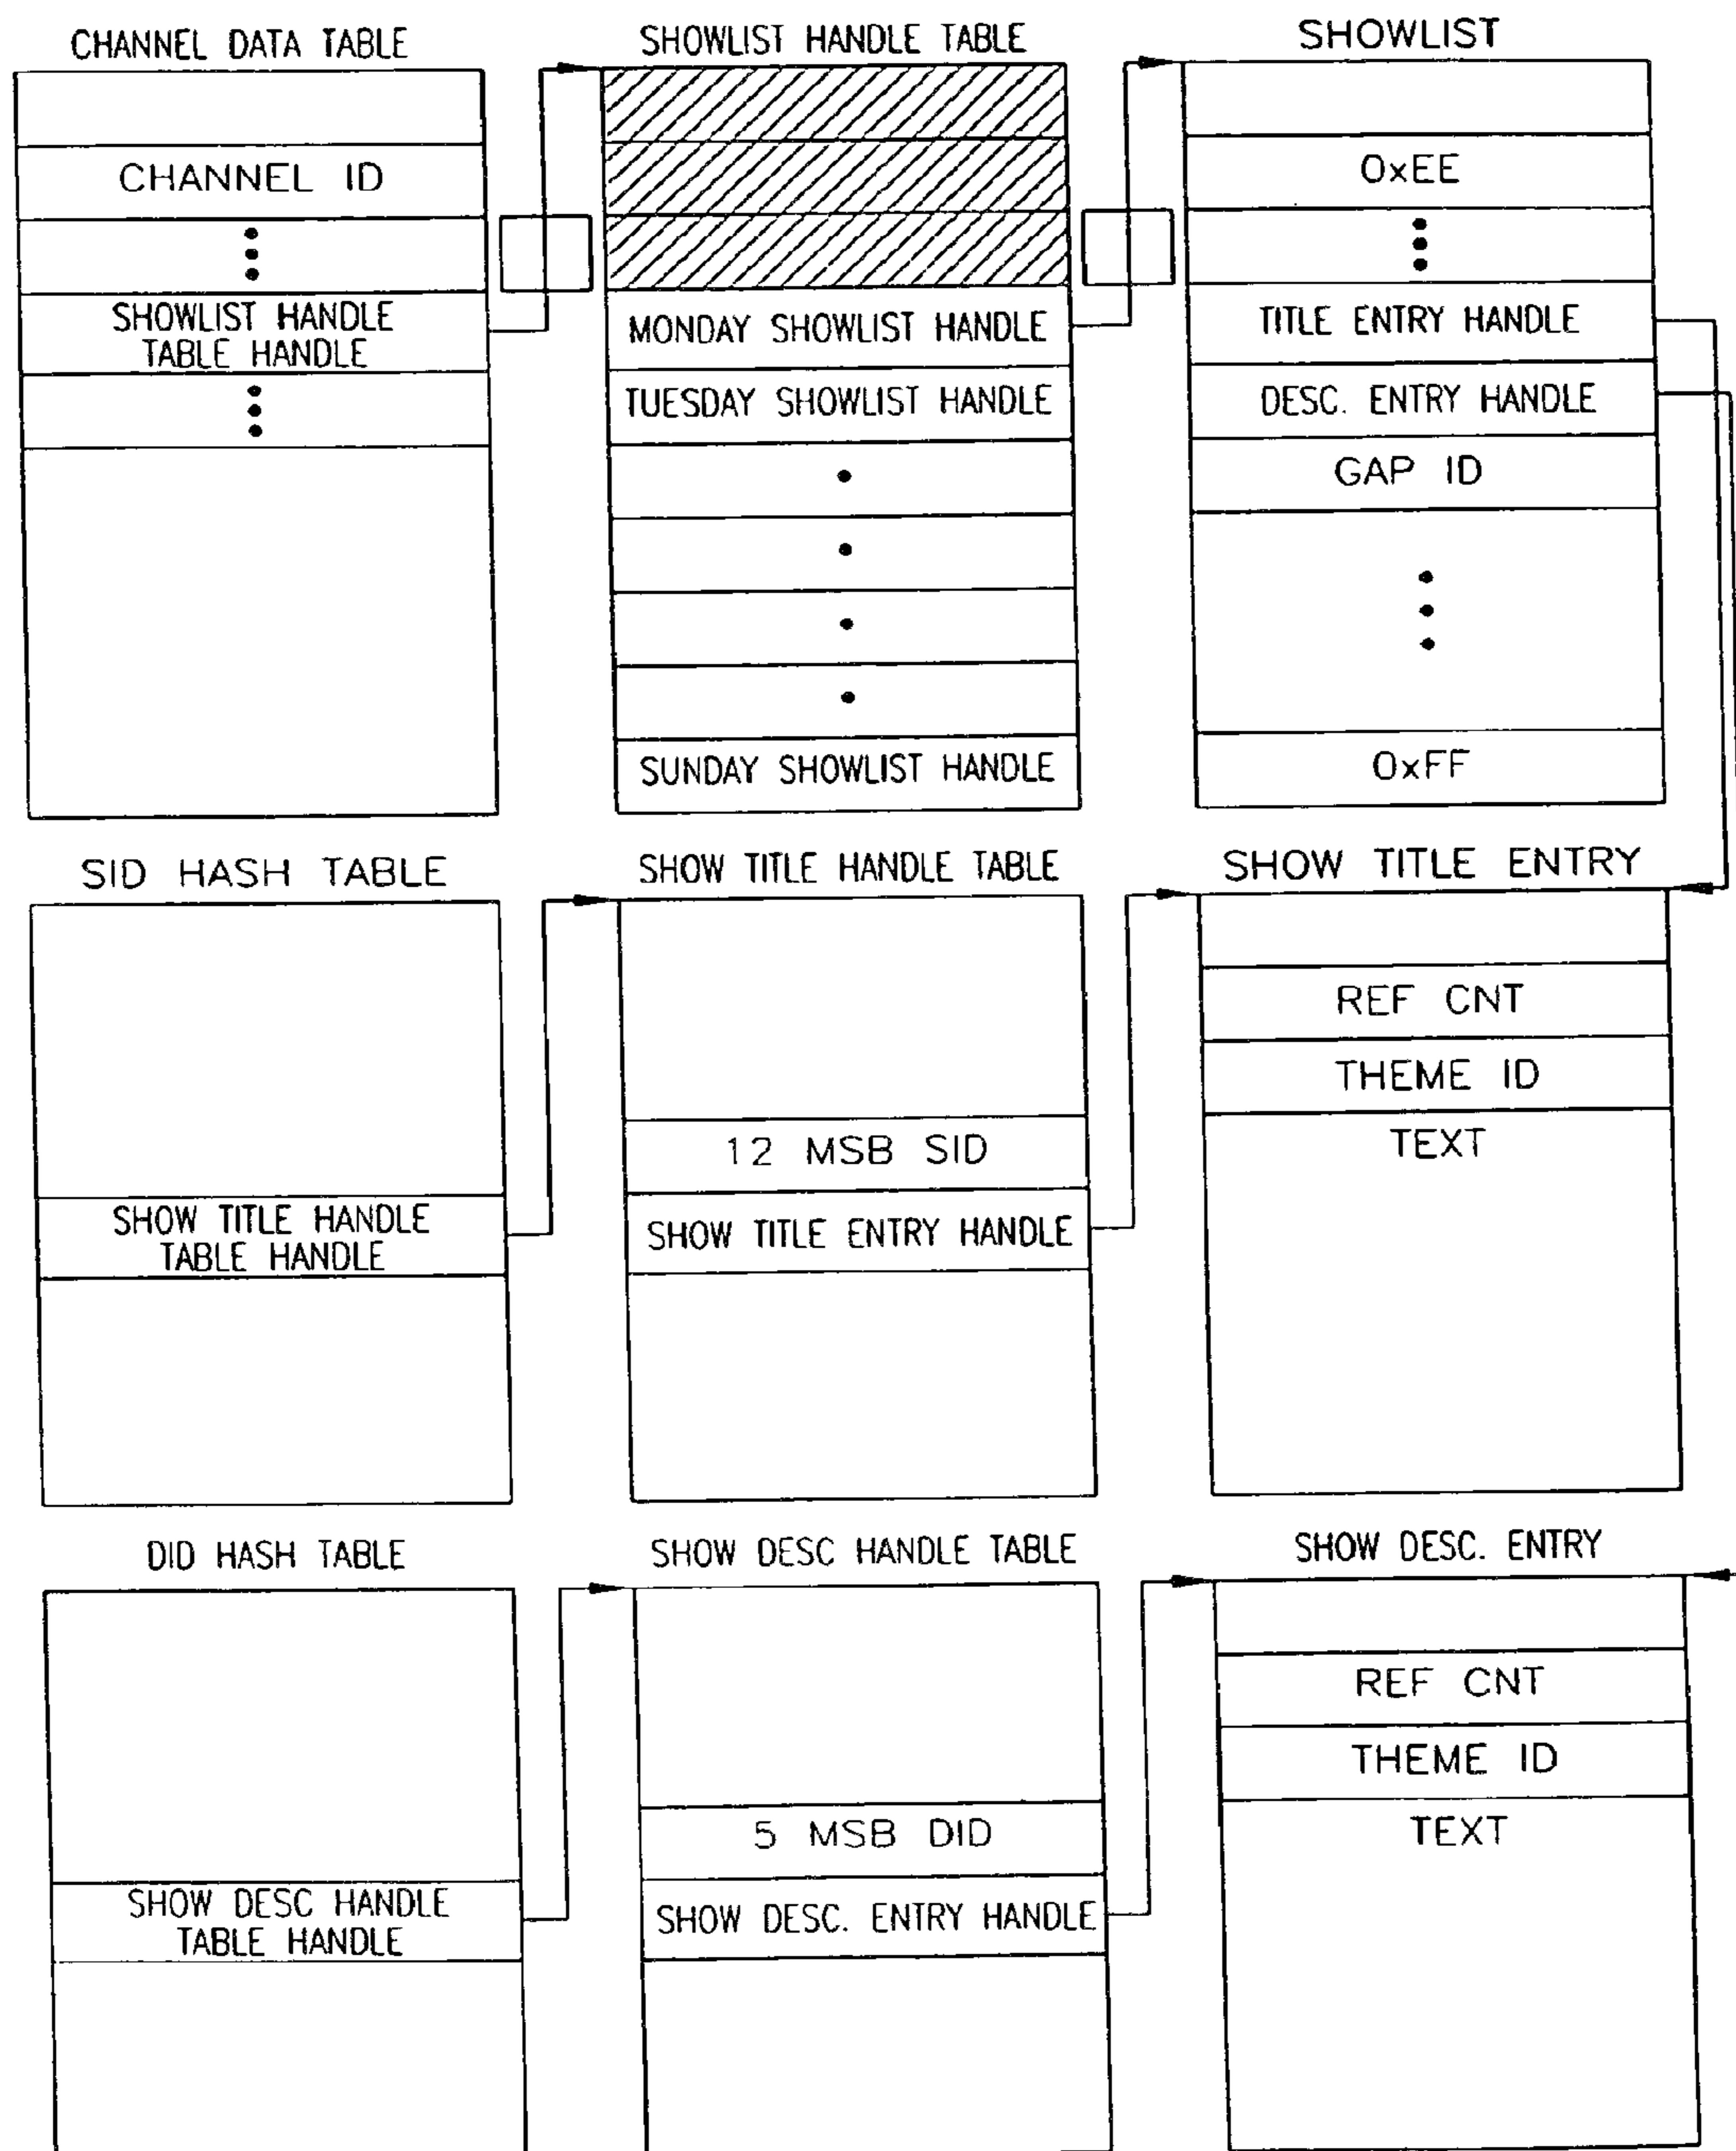 CHANNEL DATA TABLE
CHANNEL ID
SHOWLIST HANDLE
TABLE HANDLE
SHOWLIST HANDLE TABLE
MONDAY SHOWLIST HANDLE
TUESDAY SHOWLIST HANDLE
SUNDAY SHOWLIST HANDLE
SHOWLIST
0xEE
TITLE ENTRY HANDLE
DESC. ENTRY HANDLE
GAP ID
0xFF
SID HASH TABLE
SHOW TITLE HANDLE
TABLE HANDLE
SHOW TITLE HANDLE TABLE
12 MSB SID
SHOW TITLE ENTRY HANDLE
SHOW TITLE ENTRY
REF CNT
THEME ID
TEXT
DID HASH TABLE
SHOW DESC HANDLE
TABLE HANDLE
SHOW DESC HANDLE TABLE
5 MSB DID
SHOW DESC. ENTRY HANDLE
SHOW DESC. ENTRY
REF CNT
THEME ID
TEXT